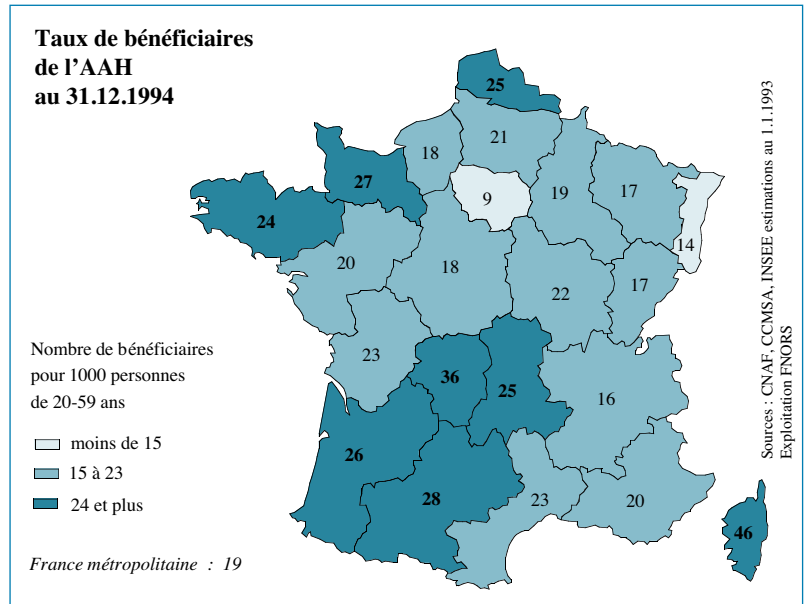 Taux de bénéficiaires
de l'AAH
au 31.12.1994
25
21
18
27
9
19
17
14
24
20
18
22
17
23
36
25
16
26
28
23
20
46
Nombre de bénéficiaires
pour 1000 personnes
de 20-59 ans
moins de 15
15 à 23
24 et plus
France métropolitaine : 19
Sources : CNAF, CCMSA, INSEE estimations au 1.1.1993
Exploitation FNORS